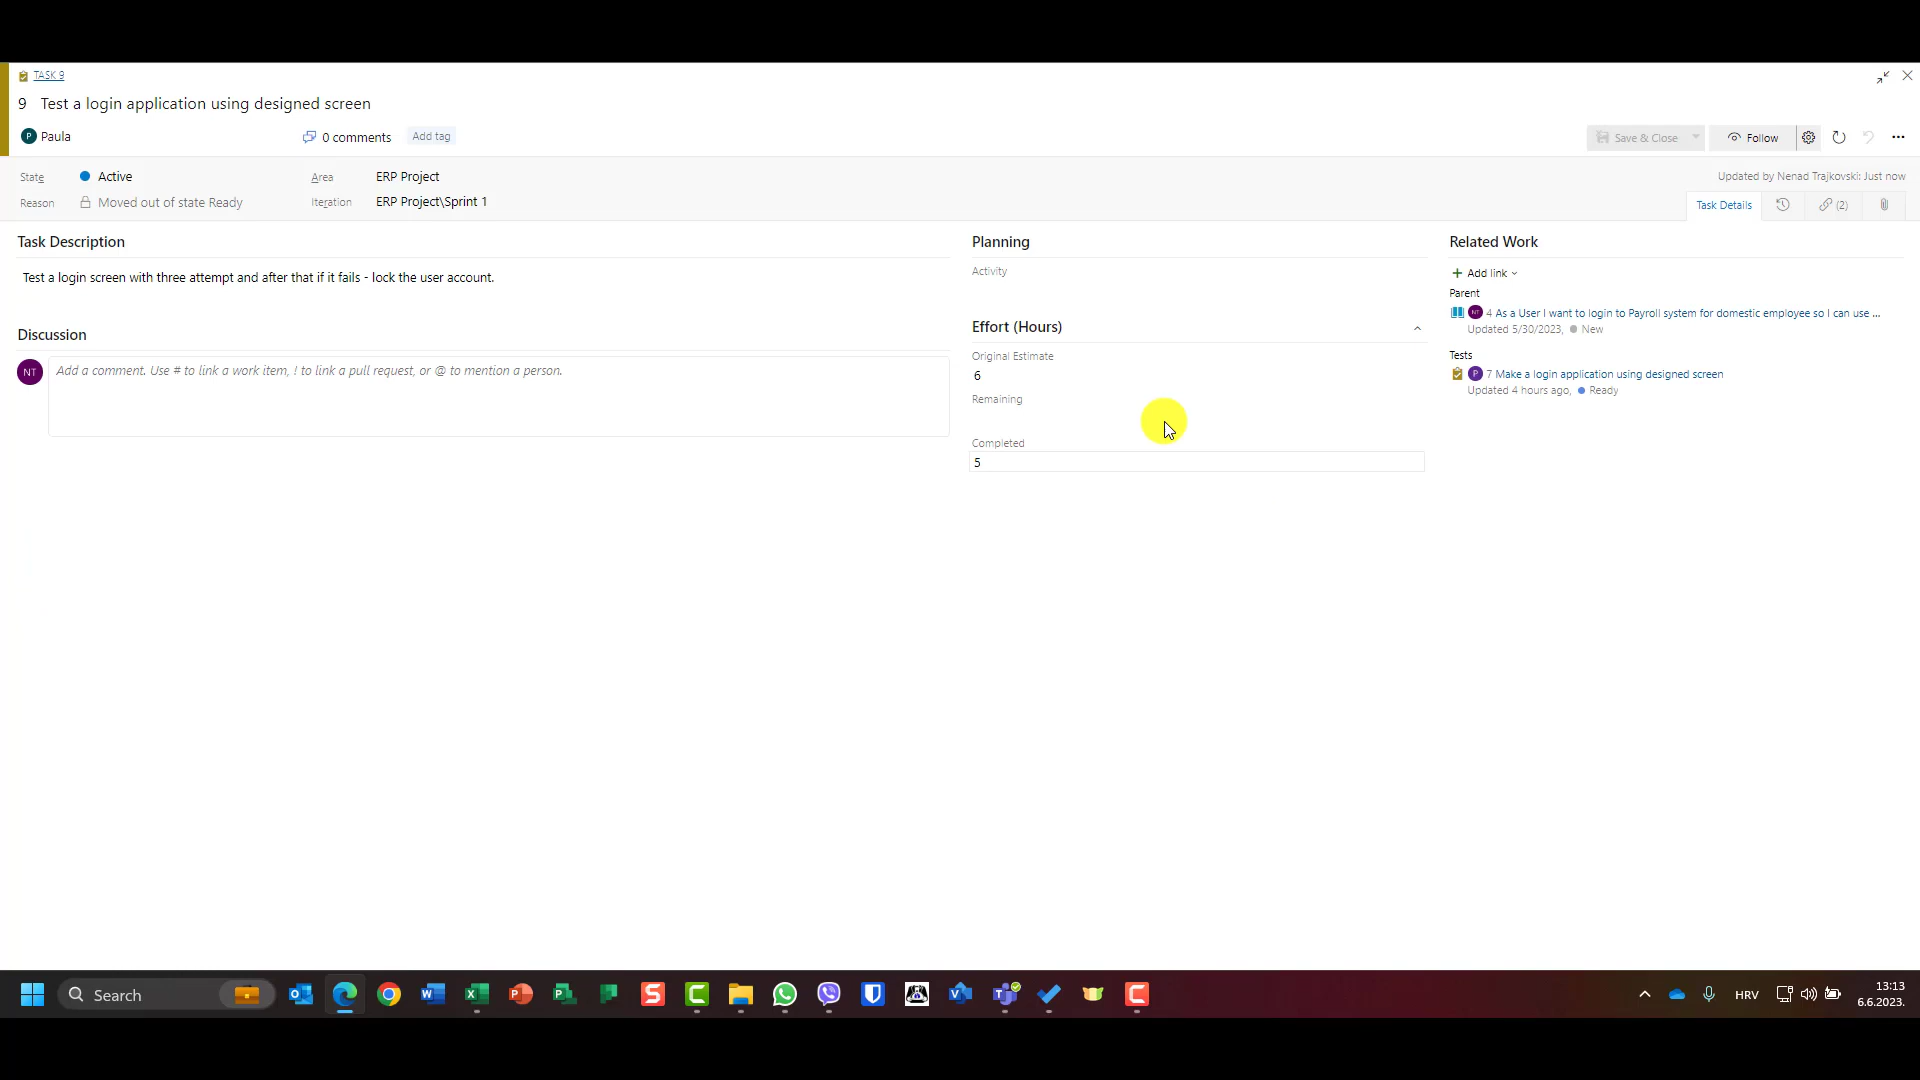 TASK 9
9 Test a login application using designed screen
P Paula
0 comments
Add tag
Save & Close
Follow
State
Active
Area
ERP Project
Updated by Nenad Trajkovski: Just now
Reason
Moved out of state Ready
Iteration
ERP Project\Sprint 1
Task Details
(2)
Task Description
Test a login screen with three attempt and after that if it fails - lock the user account.
Discussion
NT
Add a comment. Use # to link a work item, ! to link a pull request, or @ to mention a person.
Planning
Activity
Effort (Hours)
Original Estimate
6
Remaining
Completed
5
Related Work
Add link
Parent
NT 4 As a User I want to login to Payroll system for domestic employee so I can use ...
Updated 5/30/2023, New
Tests
P 7 Make a login application using designed screen
Updated 4 hours ago, Ready
Search
HRV
13:13
6.6.2023.